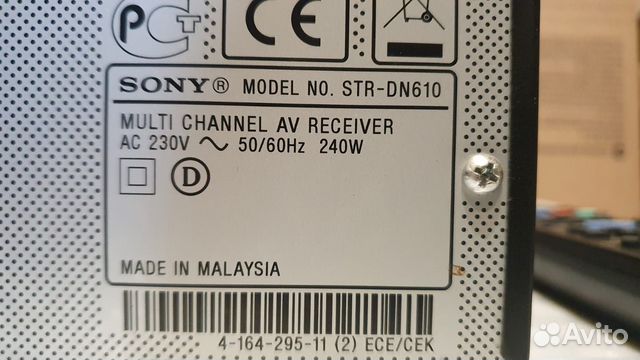 PCT
CE
SONY® MODEL NO. STR-DN610
MULTI CHANNEL AV RECEIVER
AC 230V ~ 50/60Hz 240W
D
MADE IN MALAYSIA
4-164-295-11 (2) ECE/CEK
Avito